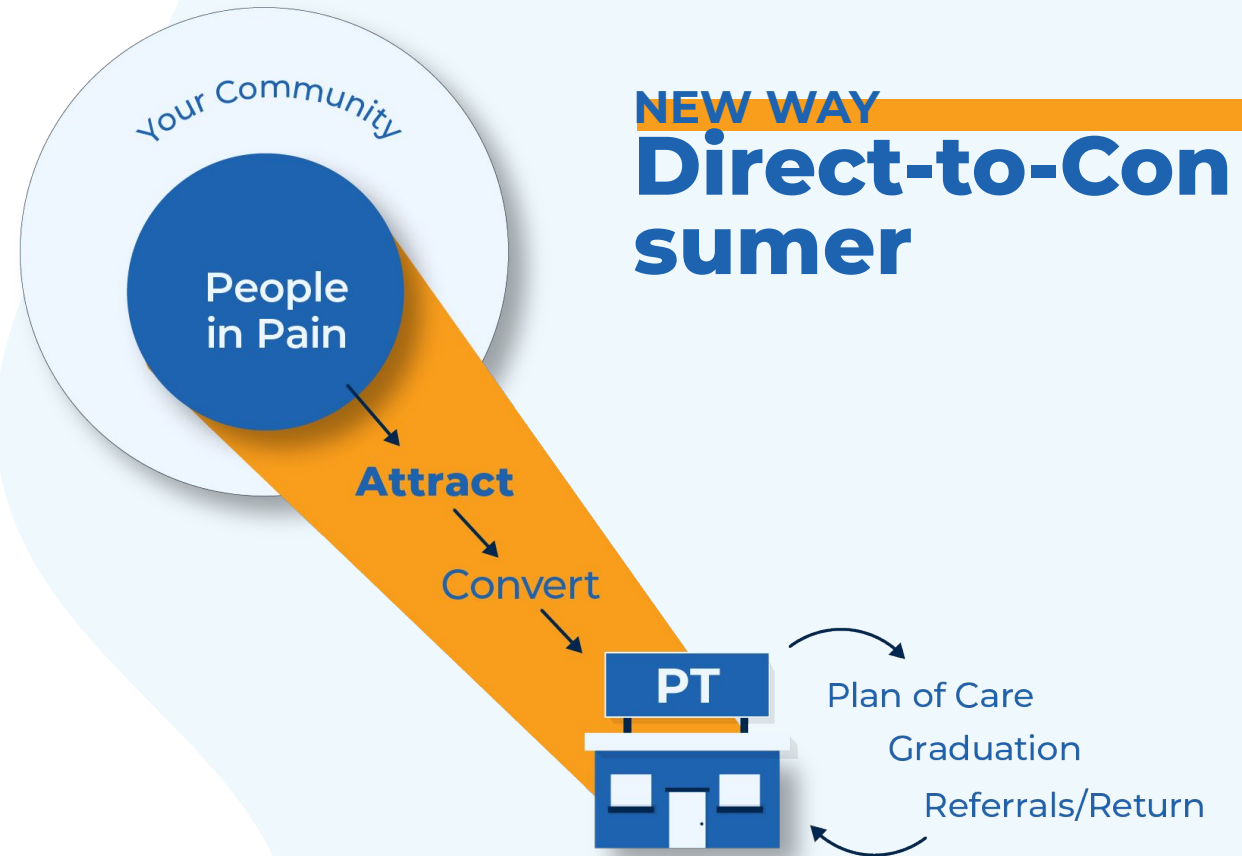 Your Community
People
in Pain
NEW WAY
Direct-to-Con
sumer
Attract
Convert
PT
Plan of Care
Graduation
Referrals/Return